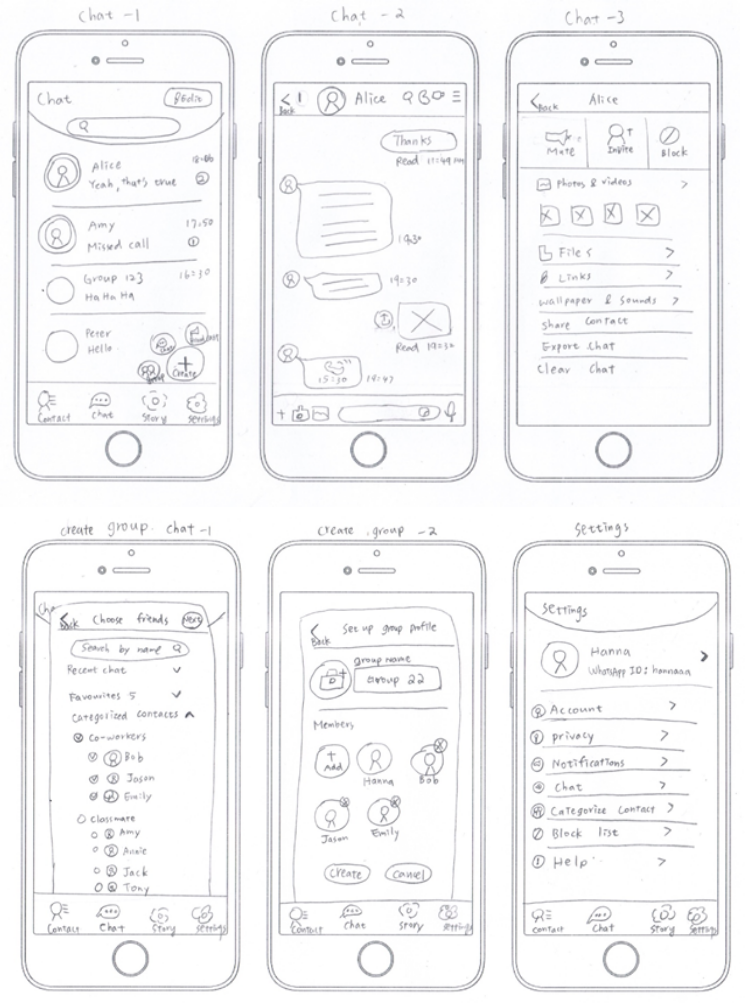 Chat -1
Chat
Edit
Alice 18:06
Yeah, that's true 2
Amy 17:50
Missed call 1
Group 123 16:30
Ha Ha Ha
Peter
Hello
Create
Contact Chat Story Settings
Chat - 2
Back 1 Alice
Thanks
Read
19:30
19:30
Read 19:32
15:30 19:47
Chat -3
Back Alice
Mute Invite Block
Photos & videos >
Files >
Links >
wallpaper & sounds >
Share contact
Export chat
Clear chat
create group chat -1
Back Choose friends Next
Search by name
Recent chat
Favourites 5
Categorized contacts
Co-workers
Bob
Jason
Emily
Classmate
Amy
Annie
Jack
Tony
Contact Chat Story Settings
Create group -2
Back Set up group profile
group name
Group 22
Members
+
Add Hanna Bob
Jason Emily
Create Cancel
Contact Chat Story Settings
Settings
Settings
Hanna >
WhatsApp ID: hannaaa
Account >
privacy >
Notifications >
Chat >
Categorize Contact >
Block list >
Help >
Contact Chat Story Settings